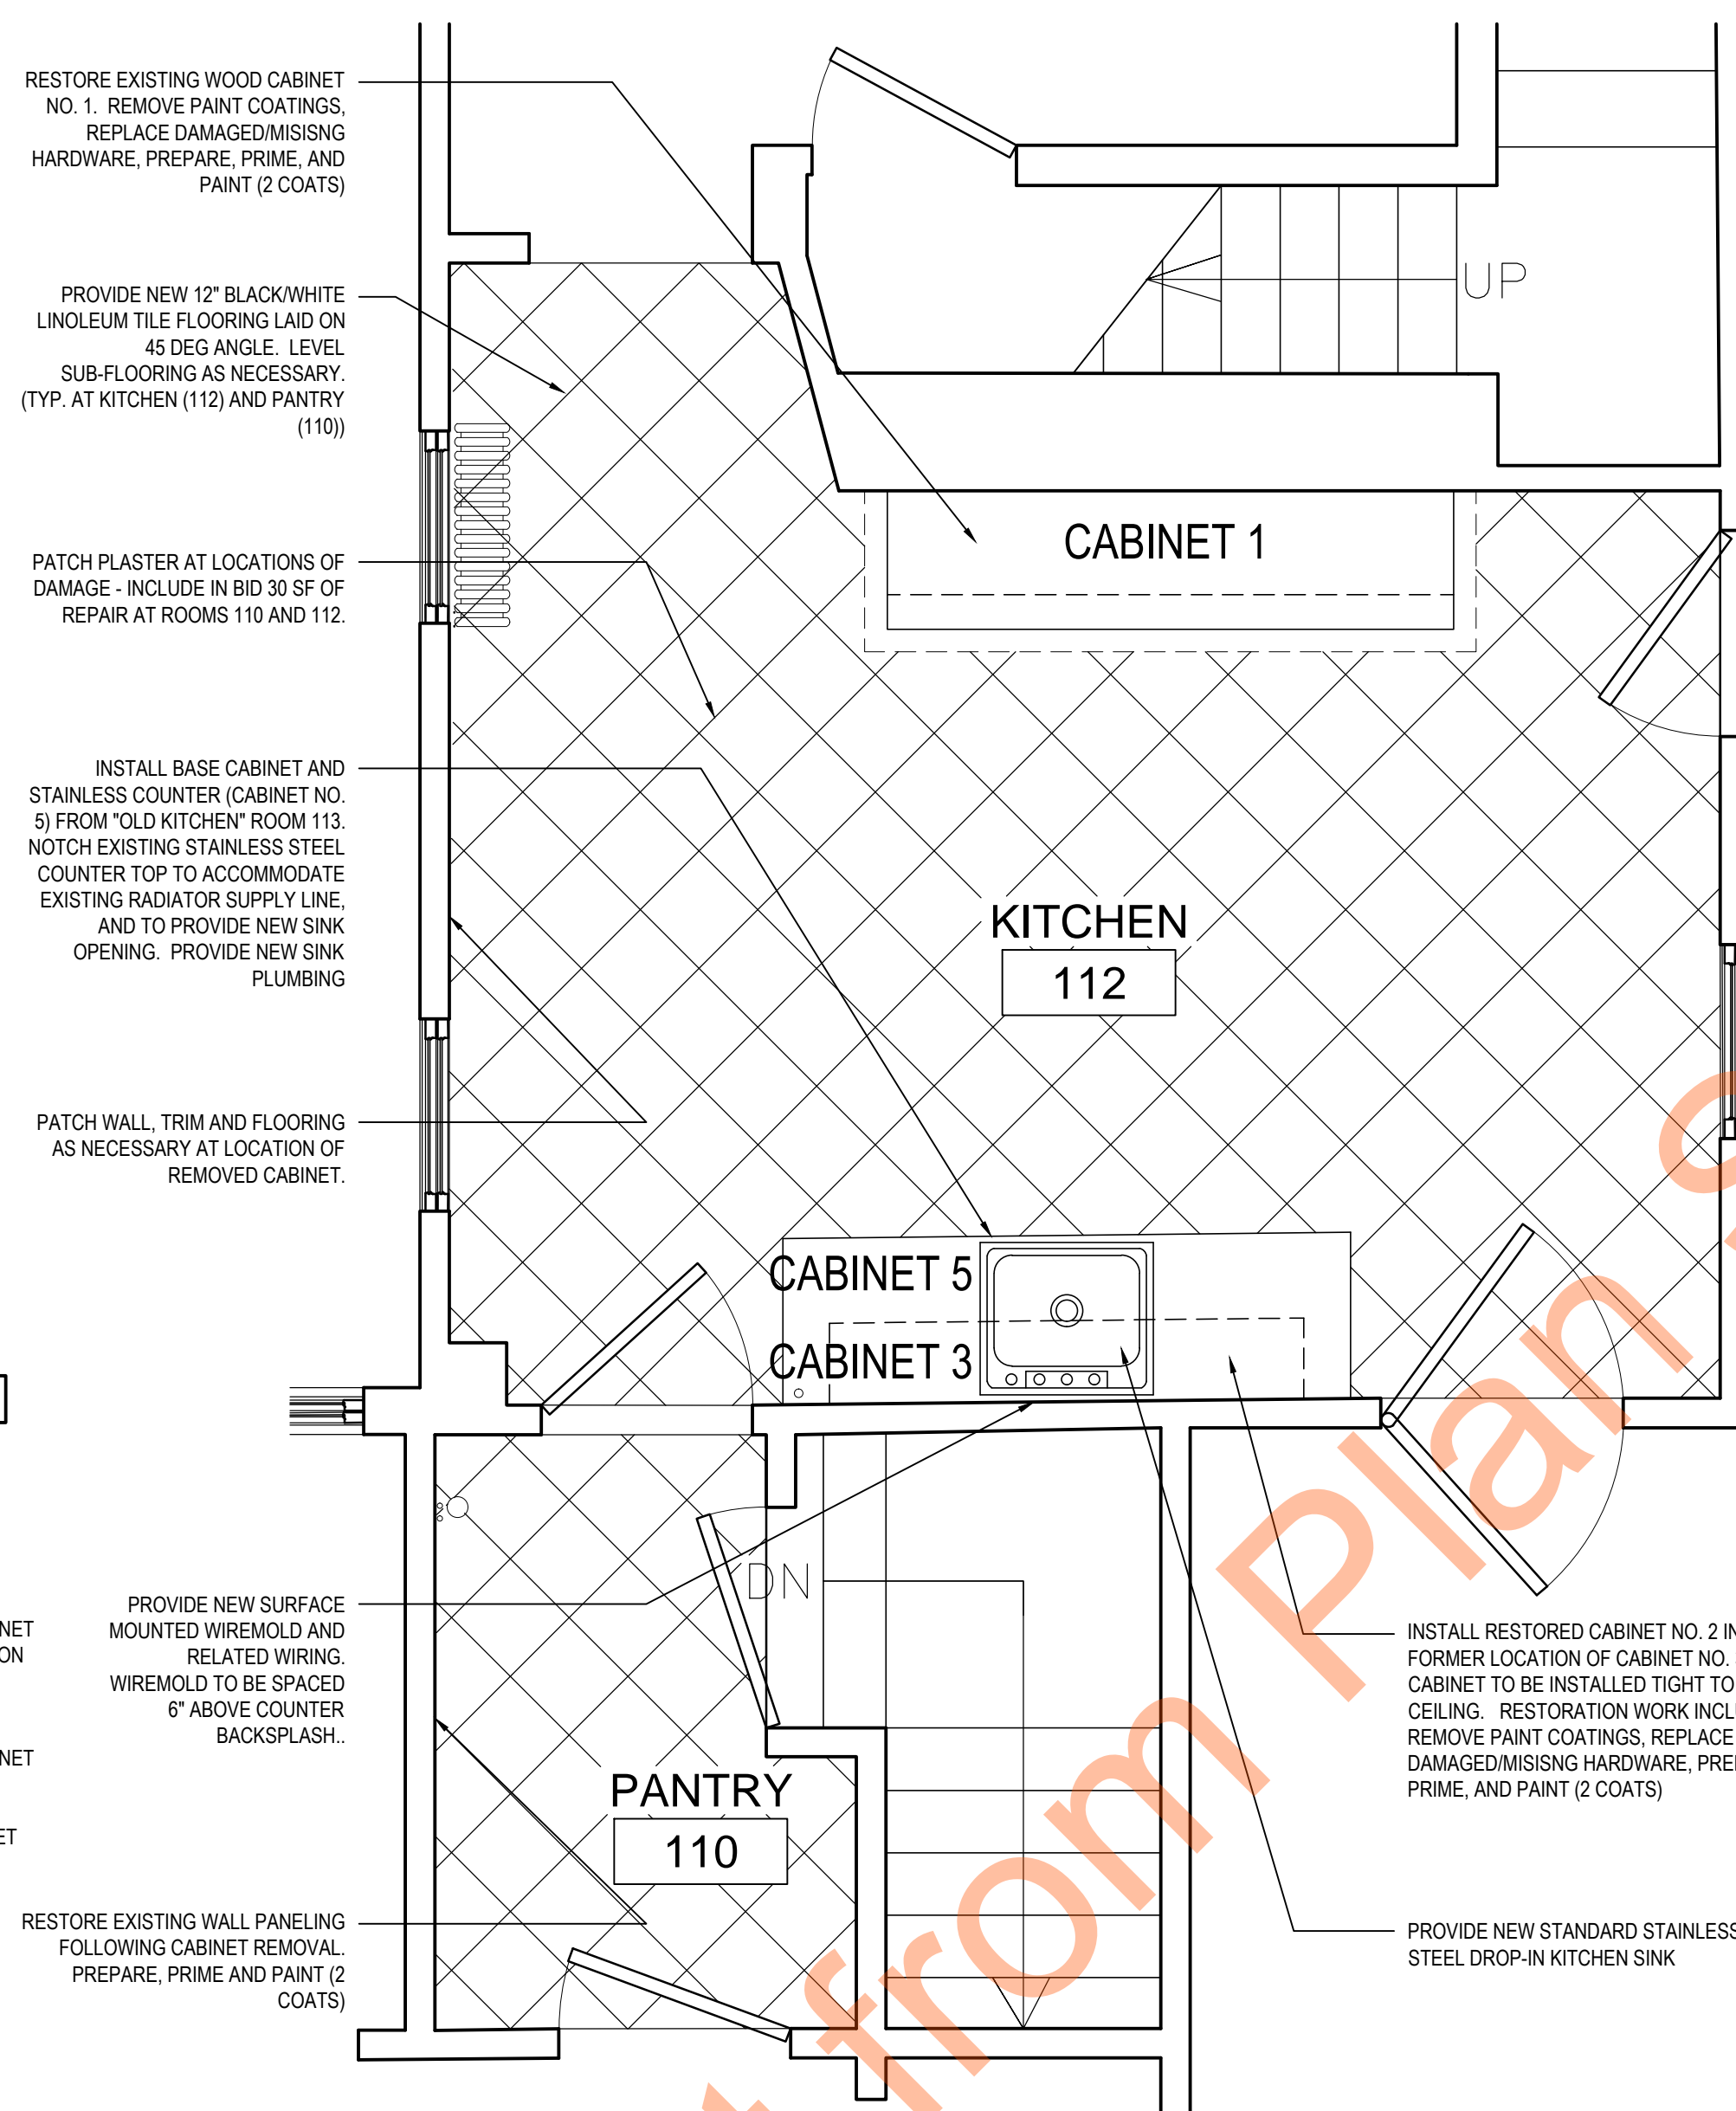 RESTORE EXISTING WOOD CABINET
NO. 1. REMOVE PAINT COATINGS,
REPLACE DAMAGED/MISISNG
HARDWARE, PREPARE, PRIME, AND
PAINT (2 COATS)
UP
PROVIDE NEW 12" BLACK/WHITE
LINOLEUM TILE FLOORING LAID ON
45 DEG ANGLE. LEVEL
SUB-FLOORING AS NECESSARY.
(TYP. AT KITCHEN (112) AND PANTRY
(110))
CABINET 1
PATCH PLASTER AT LOCATIONS OF
DAMAGE - INCLUDE IN BID 30 SF OF
REPAIR AT ROOMS 110 AND 112.
INSTALL BASE CABINET AND
STAINLESS COUNTER (CABINET NO.
5) FROM "OLD KITCHEN" ROOM 113.
NOTCH EXISTING STAINLESS STEEL
COUNTER TOP TO ACCOMMODATE
EXISTING RADIATOR SUPPLY LINE,
AND TO PROVIDE NEW SINK
OPENING. PROVIDE NEW SINK
PLUMBING
KITCHEN
112
PATCH WALL, TRIM AND FLOORING
AS NECESSARY AT LOCATION OF
REMOVED CABINET.
CABINET 5
CABINET 3
DN
PROVIDE NEW SURFACE
MOUNTED WIREMOLD AND
RELATED WIRING.
WIREMOLD TO BE SPACED
6" ABOVE COUNTER
BACKSPLASH..
NET
ON
NET
ET
INSTALL RESTORED CABINET NO. 2 IN
FORMER LOCATION OF CABINET NO.
CABINET TO BE INSTALLED TIGHT TO
CEILING. RESTORATION WORK INCL
REMOVE PAINT COATINGS, REPLACE
DAMAGED/MISISNG HARDWARE, PRE
PRIME, AND PAINT (2 COATS)
PANTRY
110
RESTORE EXISTING WALL PANELING
FOLLOWING CABINET REMOVAL.
PREPARE, PRIME AND PAINT (2
COATS)
PROVIDE NEW STANDARD STAINLESS
STEEL DROP-IN KITCHEN SINK
from Plan